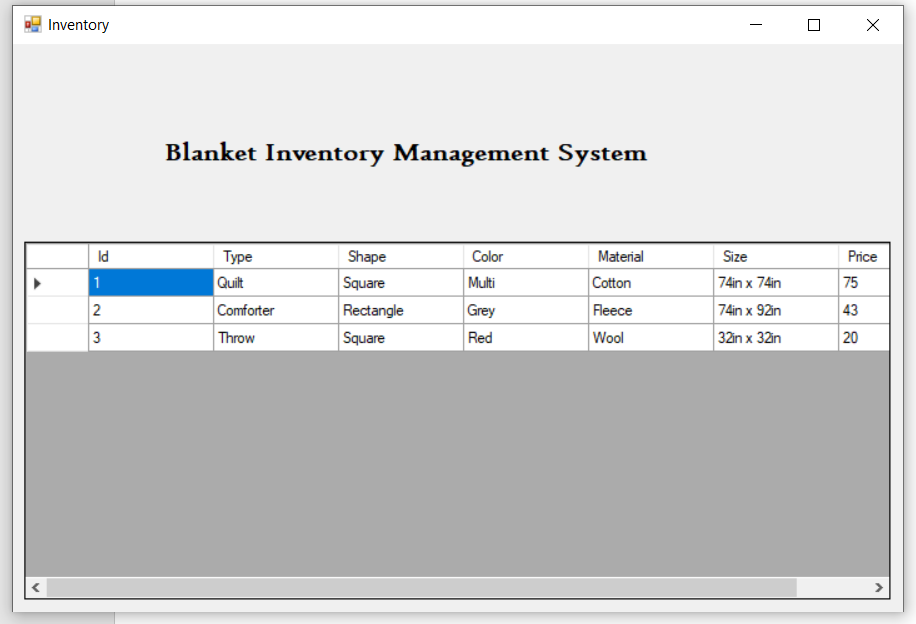 Inventory
Blanket Inventory Management System
Id Type Shape Color Material Size Price
1 Quilt Square Multi Cotton 74in x 74in 75
2 Comforter Rectangle Grey Fleece 74in x 92in 43
3 Throw Square Red Wool 32in x 32in 20